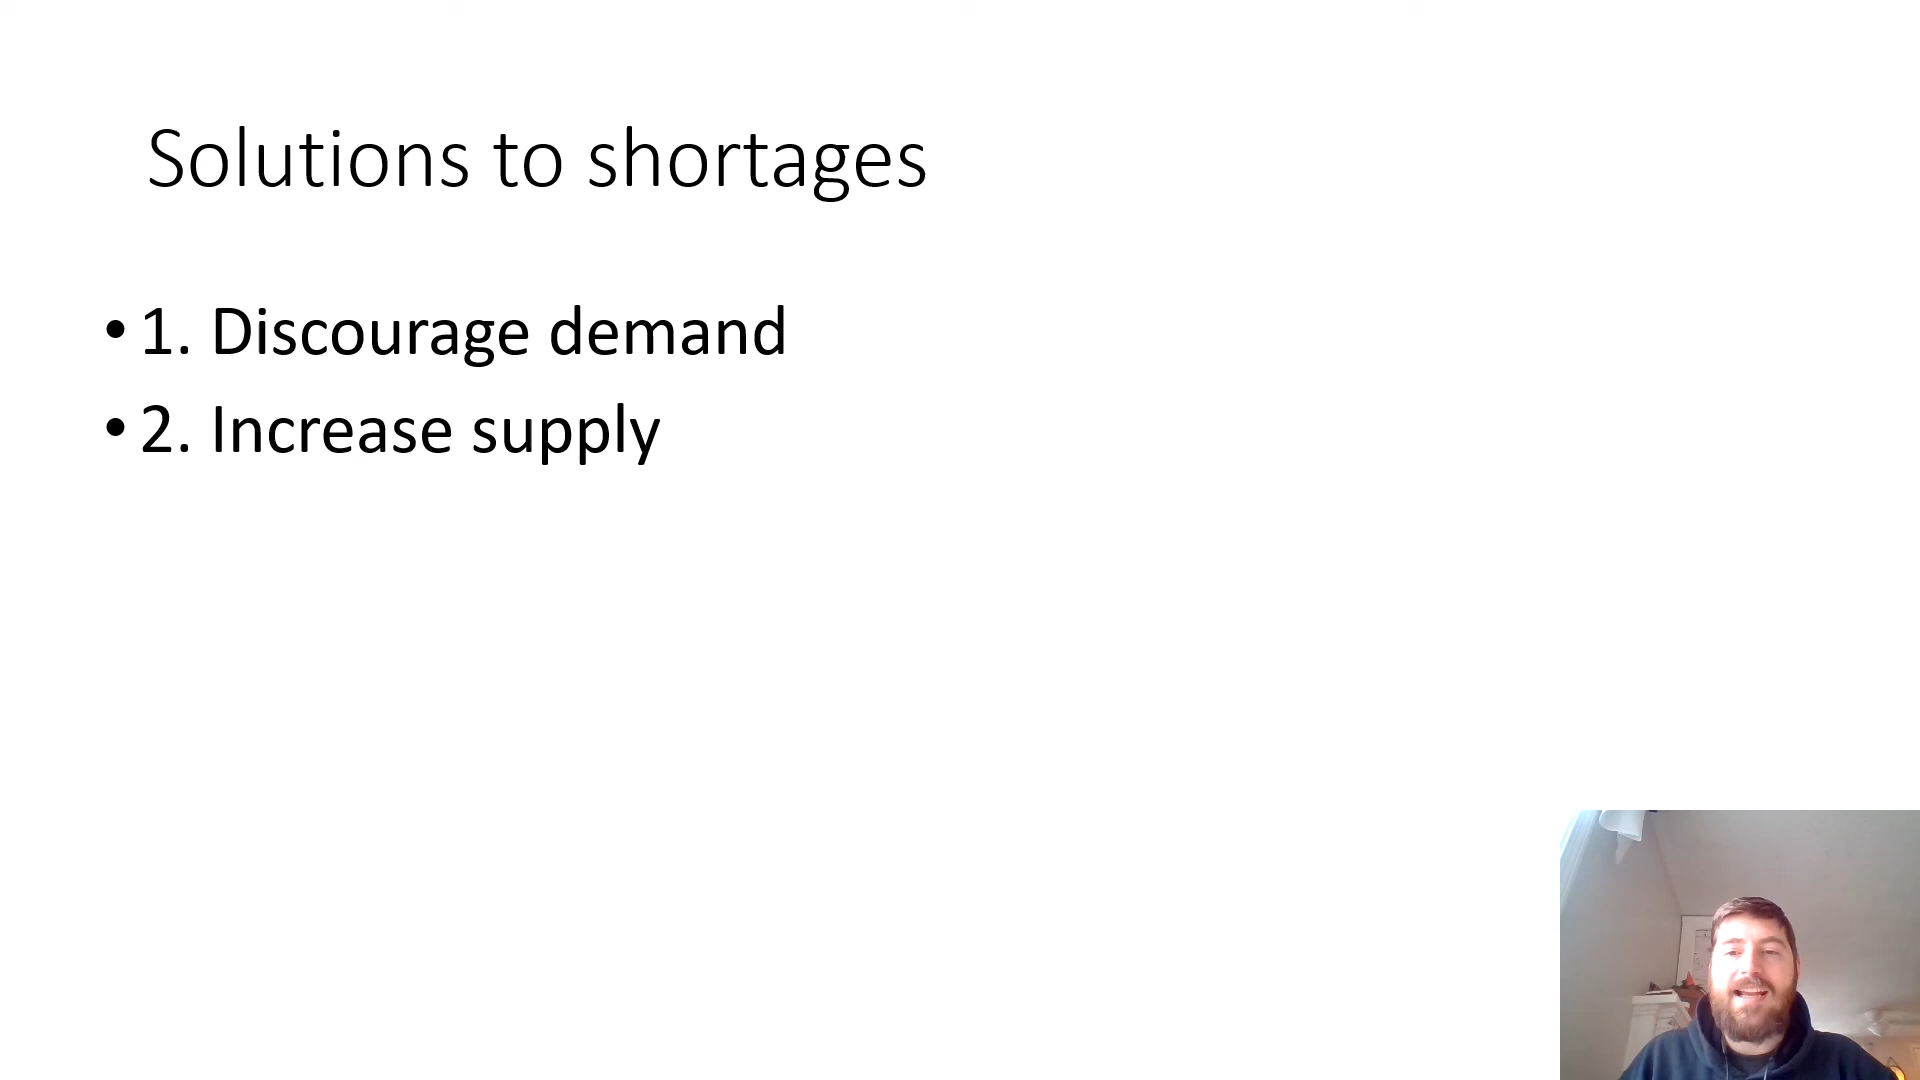 Solutions to shortages
• 1. Discourage demand
• 2. Increase supply